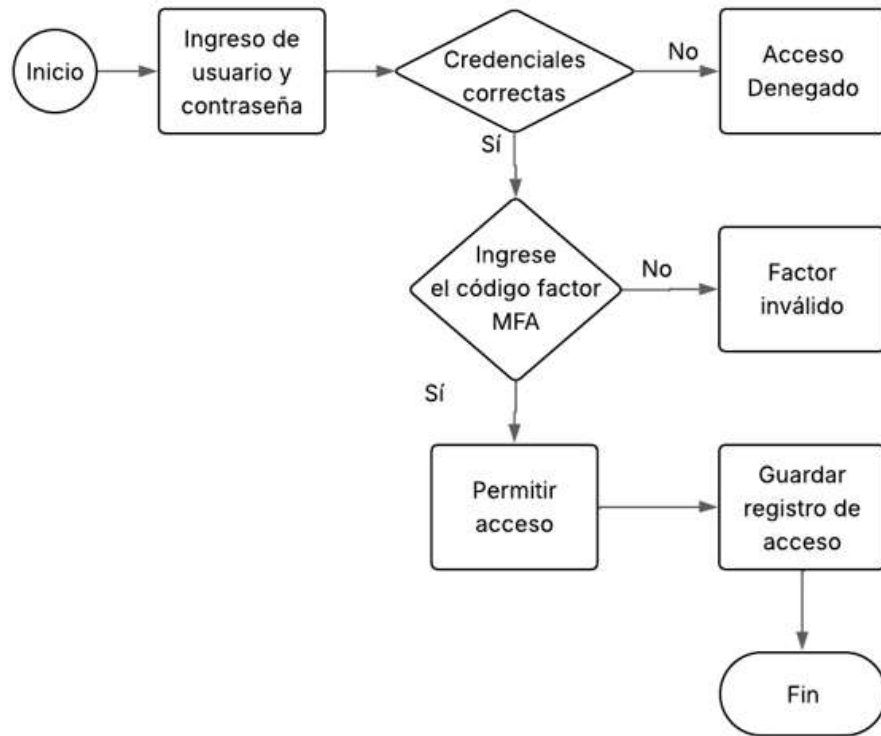 Inicio
Ingreso de
usuario y
contraseña
Credenciales
correctas
No
Acceso
Denegado
Sí
Ingrese
el código factor
MFA
No
Factor
inválido
Sí
Permitir
acceso
Guardar
registro de
acceso
Fin